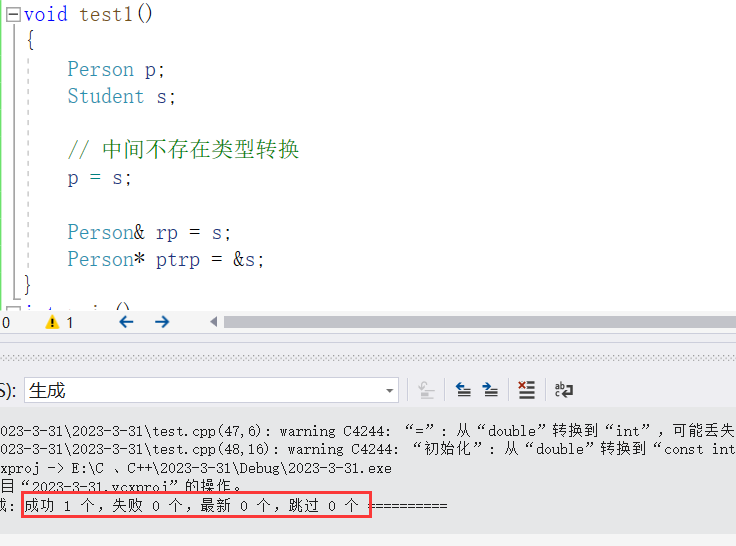 void test1()
{
Person p;
Student s;
// 中间不存在类型转换
p = s;
Person& rp = s;
Person* ptrp = &s;
}
0 1
S): 生成
023-3-31\2023-3-31\test.cpp(47,6): warning C4244: “=”: 从“double”转换到“int”，可能丢失
023-3-31\2023-3-31\test.cpp(48,16): warning C4244: “初始化”: 从“double”转换到“const int
xproj -> E:\C 、C++\2023-3-31\Debug\2023-3-31.exe
目“2023-3-31.vcxproj”的操作。
: 成功 1 个，失败 0 个，最新 0 个，跳过 0 个 ==========